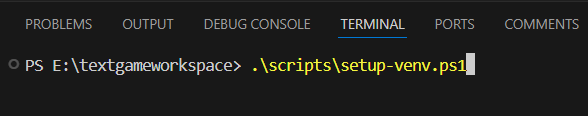 PROBLEMS OUTPUT DEBUG CONSOLE TERMINAL PORTS COMMENTS
PS E:\textgameworkspace> .\scripts\setup-venv.ps1